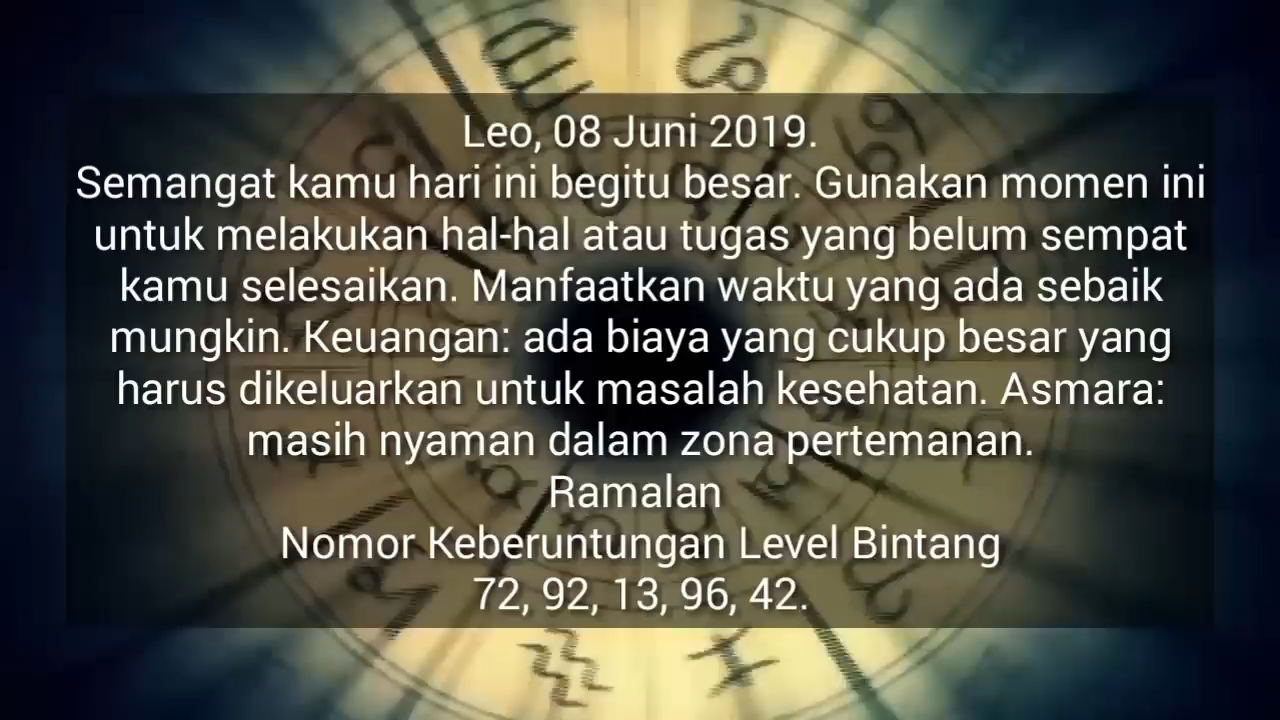 Leo, 08 Juni 2019.
Semangat kamu hari ini begitu besar. Gunakan momen ini
untuk melakukan hal-hal atau tugas yang belum sempat
kamu selesaikan. Manfaatkan waktu yang ada sebaik
mungkin. Keuangan: ada biaya yang cukup besar yang
harus dikeluarkan untuk masalah kesehatan. Asmara:
masih nyaman dalam zona pertemanan.
Ramalan
Nomor Keberuntungan Level Bintang
72, 92, 13, 96, 42.